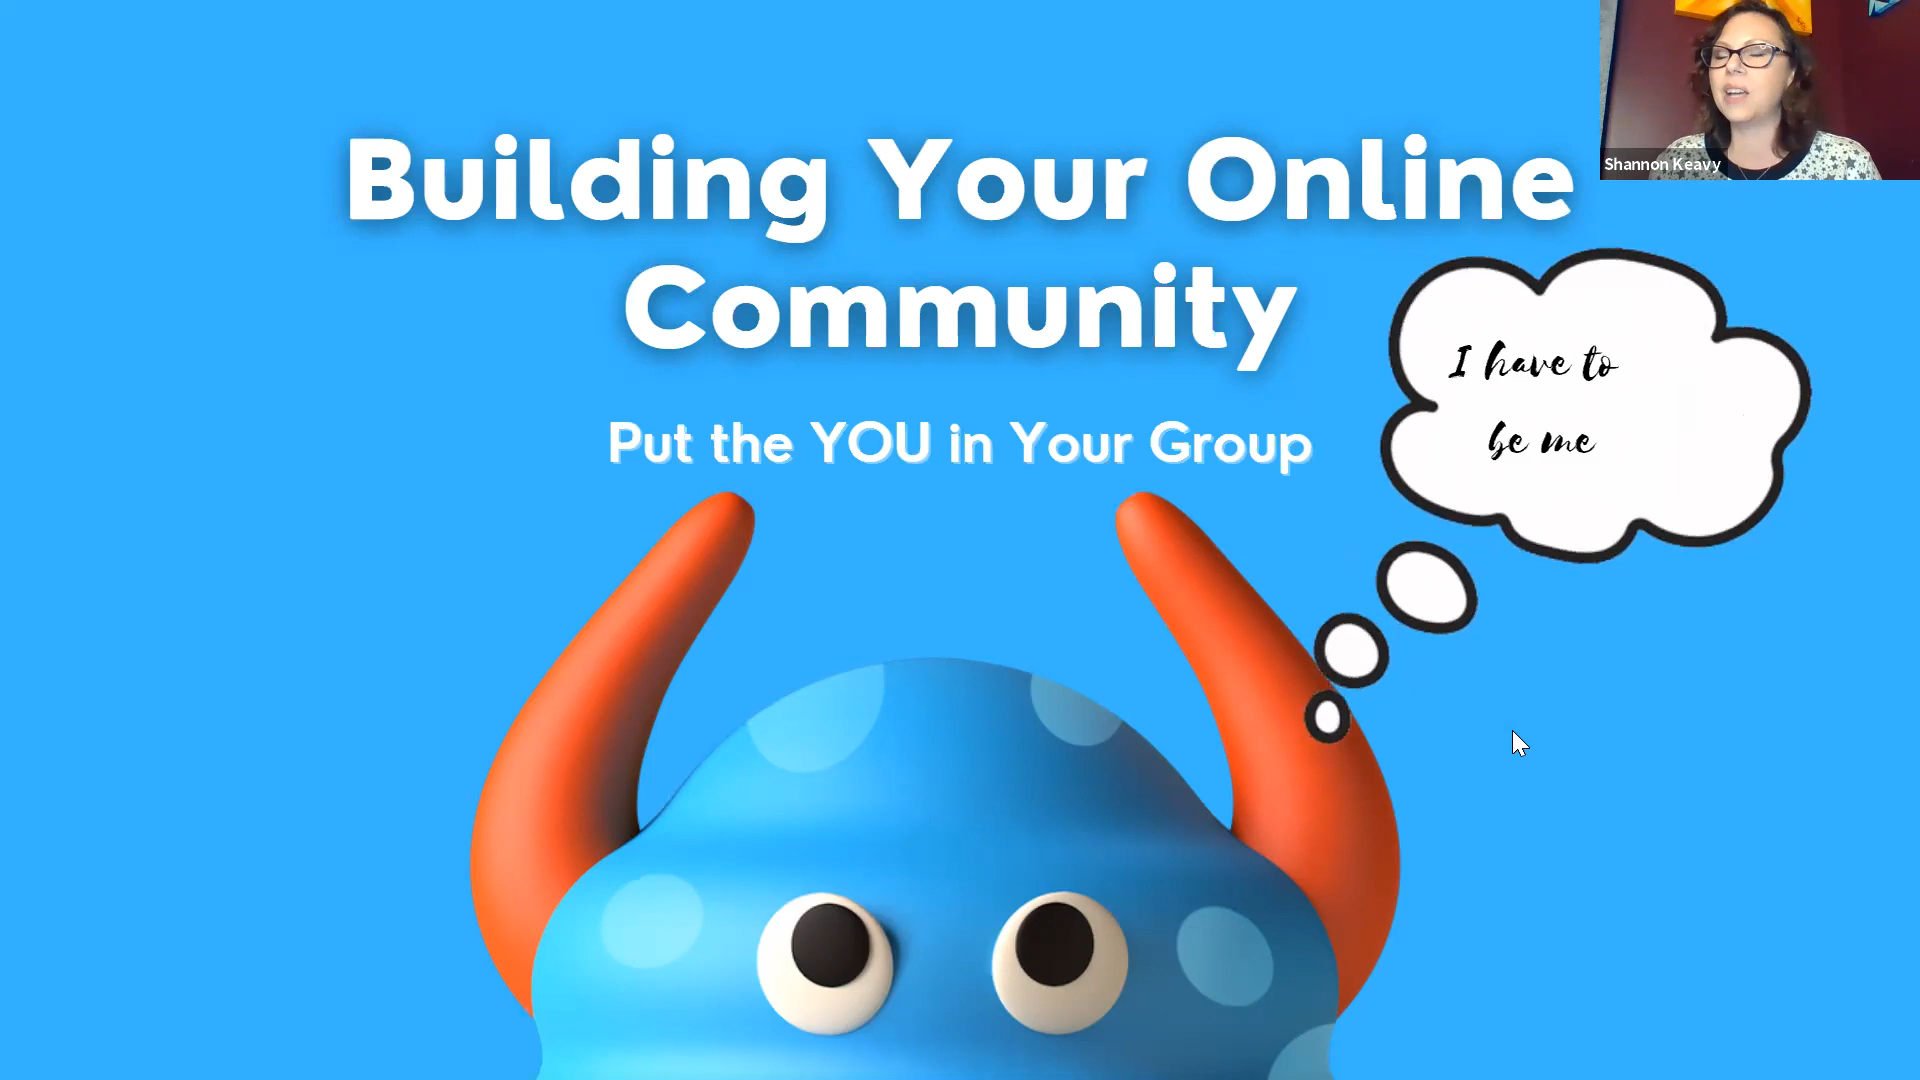 Building Your Online
Community
Put the YOU in Your Group
Shannon Keavy
I have to
be me